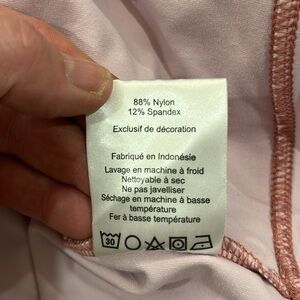 88% Nylon
12% Spandex
Exclusif de décoration
Fabriqué en Indonésie
Lavage en machine à froid
Nettoyable à sec
Ne pas javelliser
Séchage en machine à basse
température
Fer à basse température
30